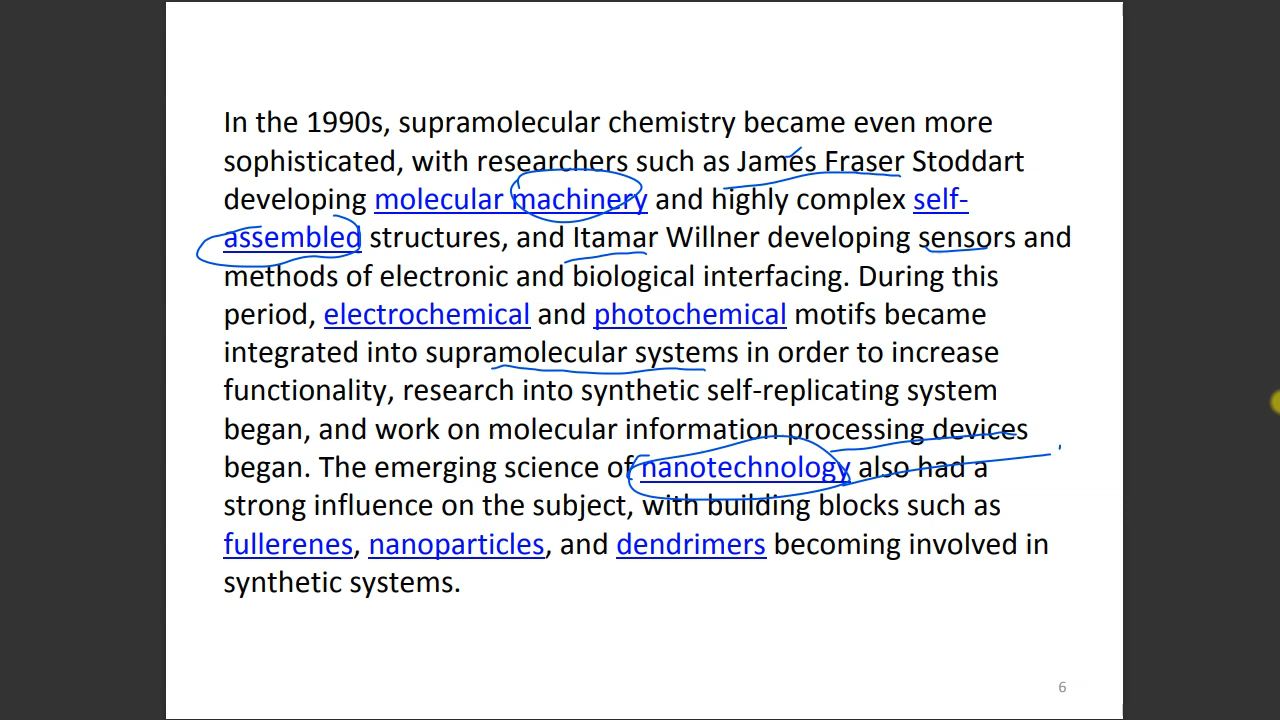 In the 1990s, supramolecular chemistry became even more
sophisticated, with researchers such as James Fraser Stoddart
developing molecular machinery and highly complex self-
assembled structures, and Itamar Willner developing sensors and
methods of electronic and biological interfacing. During this
period, electrochemical and photochemical motifs became
integrated into supramolecular systems in order to increase
functionality, research into synthetic self-replicating system
began, and work on molecular information processing devices
began. The emerging science of nanotechnology also had a
strong influence on the subject, with building blocks such as
fullerenes, nanoparticles, and dendrimers becoming involved in
synthetic systems.
6